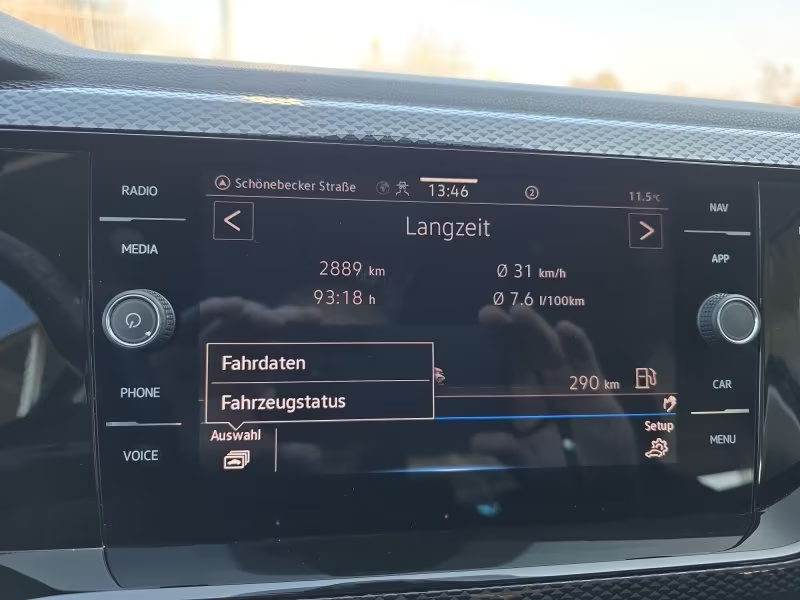 RADIO
Schönebecker Straße 13:46 2 11.5°C
NAV
MEDIA
< Langzeit >
APP
2889 km Ø 31 km/h
93:18 h Ø 7.6 l/100km
Fahrdaten
290 km
PHONE
CAR
Fahrzeugstatus
Auswahl
Setup
VOICE
MENU